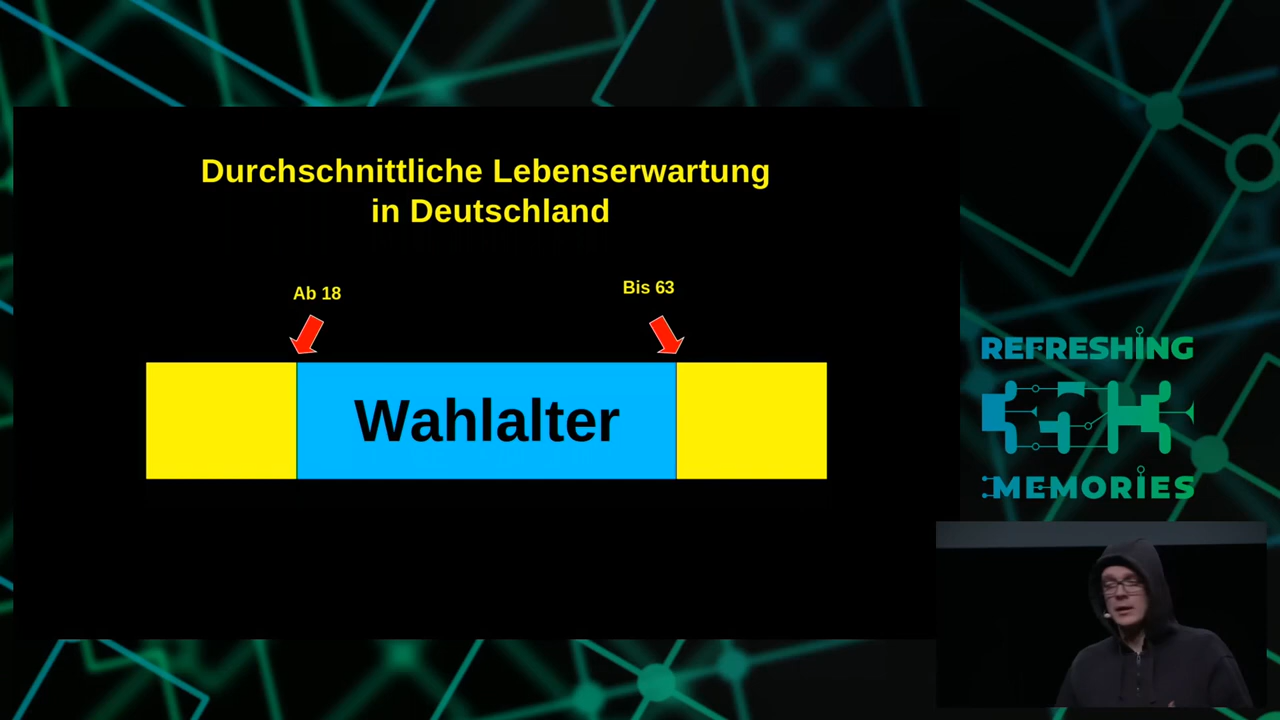 Durchschnittliche Lebenserwartung
in Deutschland
Ab 18
Bis 63
Wahlalter
REFRESHING
MEMORIES